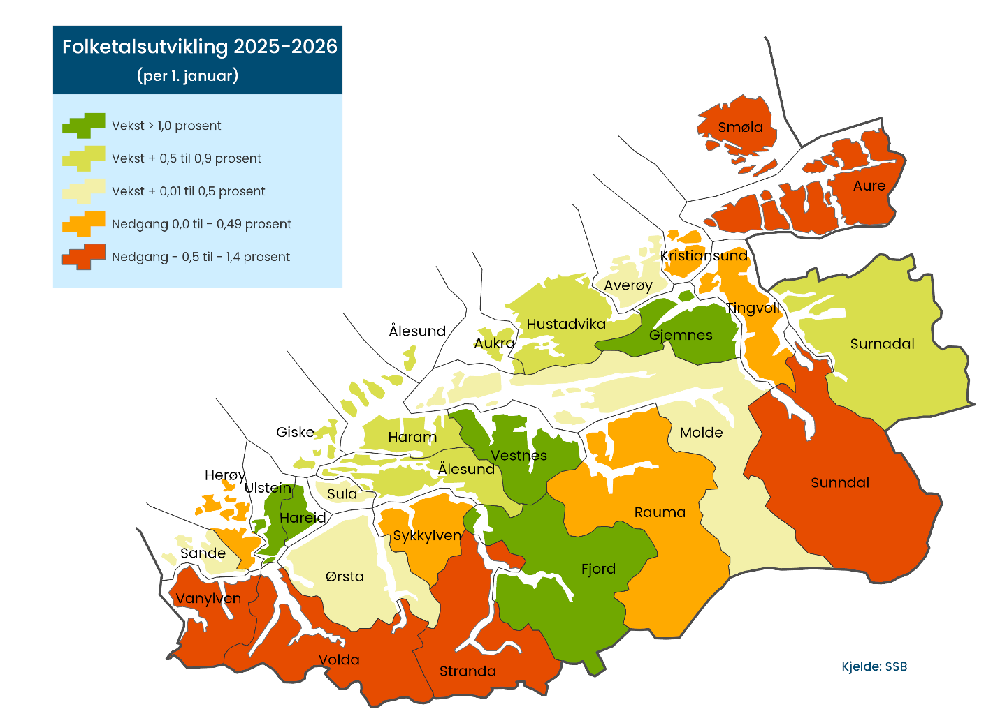 Folketalsutvikling 2025-2026
(per 1. januar)
Vekst > 1,0 prosent
Vekst + 0,5 til 0,9 prosent
Vekst + 0,01 til 0,5 prosent
Nedgang 0,0 til - 0,49 prosent
Nedgang - 0,5 til - 1,4 prosent
Smøla
Aure
Kristiansund
Averøy
Tingvoll
Hustadvika
Ålesund
Gjemnes
Aukra
Surnadal
Giske
Haram
Molde
Vestnes
Ålesund
Herøy
Ulstein
Sula
Sunndal
Hareid
Rauma
Sykkylven
Sande
Fjord
Ørsta
Vanylven
Volda
Stranda
Kjelde: SSB